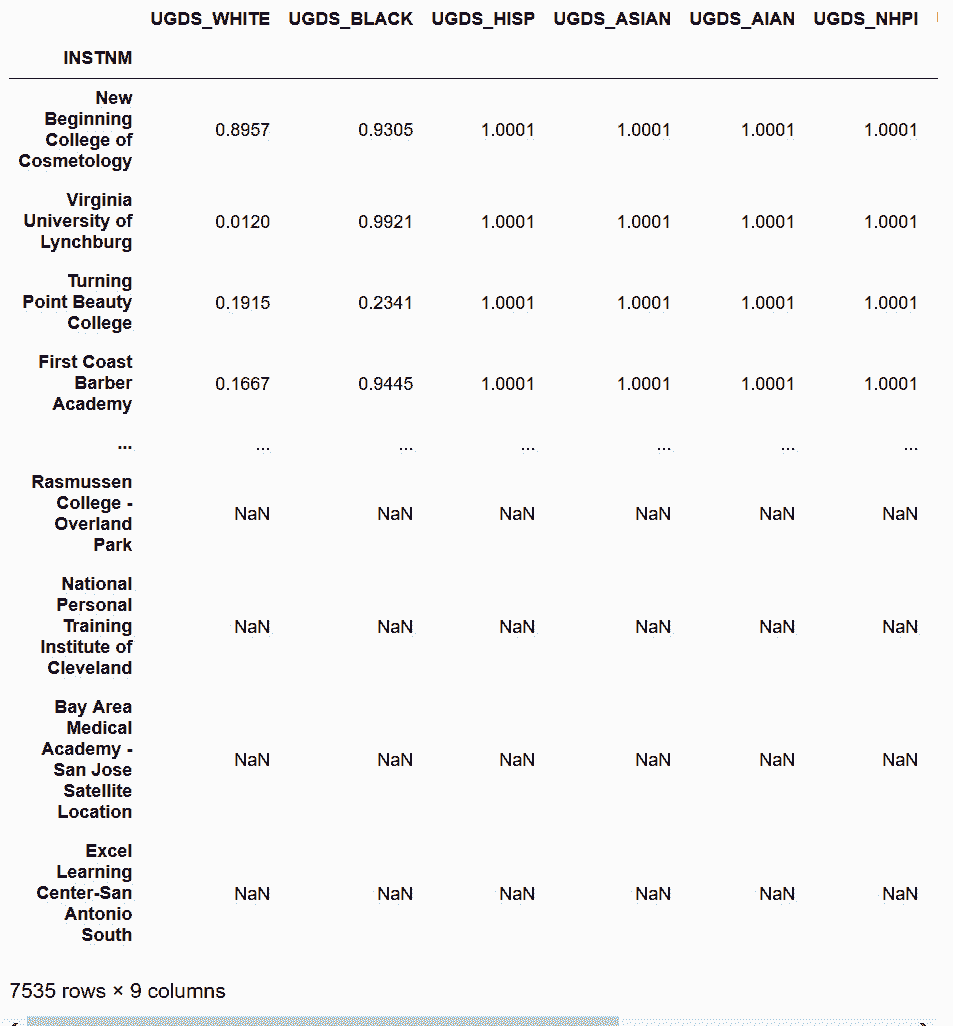 UGDS_WHITE UGDS_BLACK UGDS_HISP UGDS_ASIAN UGDS_AIAN UGDS_NHPI
INSTNM
New
Beginning
College of
Cosmetology
0.8957 0.9305 1.0001 1.0001 1.0001 1.0001
Virginia
University of
Lynchburg
0.0120 0.9921 1.0001 1.0001 1.0001 1.0001
Turning
Point Beauty
College
0.1915 0.2341 1.0001 1.0001 1.0001 1.0001
First Coast
Barber
Academy
0.1667 0.9445 1.0001 1.0001 1.0001 1.0001
... ... ... ... ... ... ...
Rasmussen
College -
Overland
Park
NaN NaN NaN NaN NaN NaN
National
Personal
Training
Institute of
Cleveland
NaN NaN NaN NaN NaN NaN
Bay Area
Medical
Academy -
San Jose
Satellite
Location
NaN NaN NaN NaN NaN NaN
Excel
Learning
Center-San
Antonio
South
NaN NaN NaN NaN NaN NaN
7535 rows × 9 columns